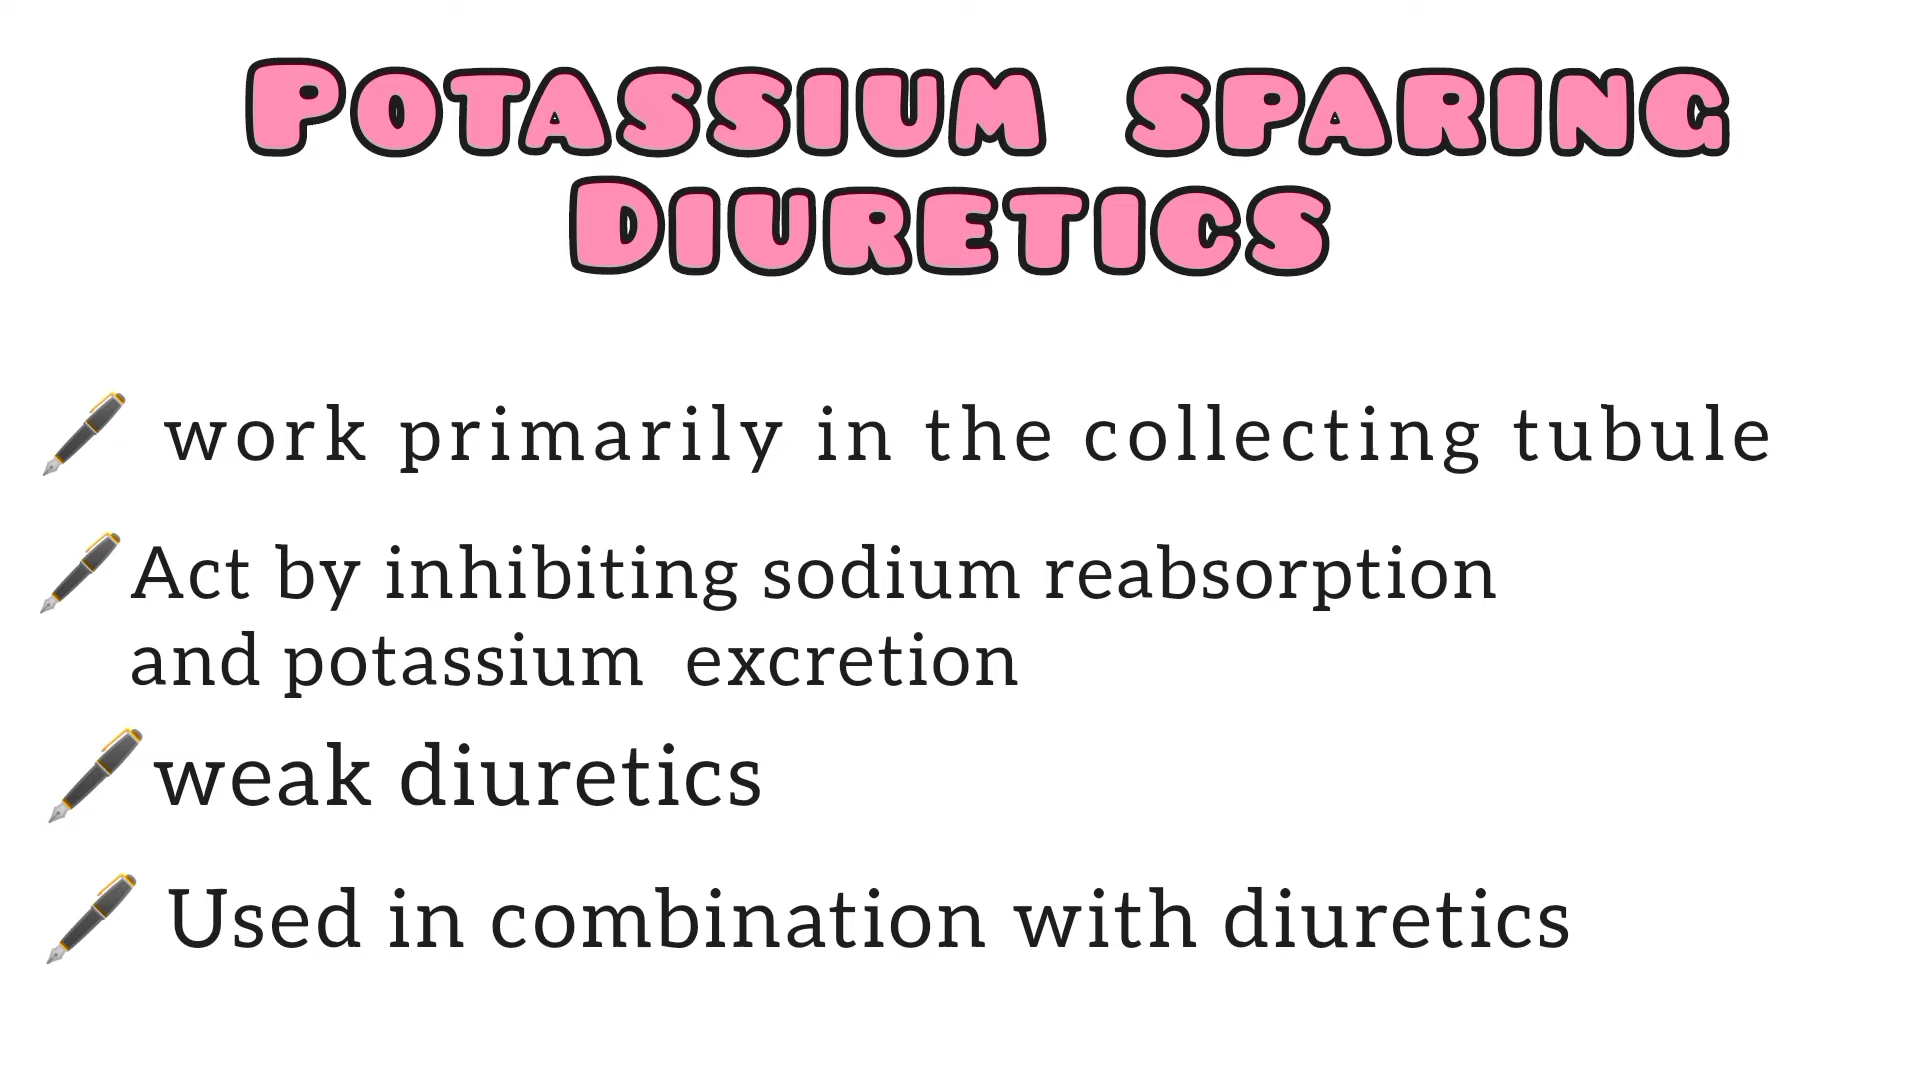 Potassium sparing
Diuretics
work primarily in the collecting tubule
Act by inhibiting sodium reabsorption
and potassium excretion
weak diuretics
Used in combination with diuretics